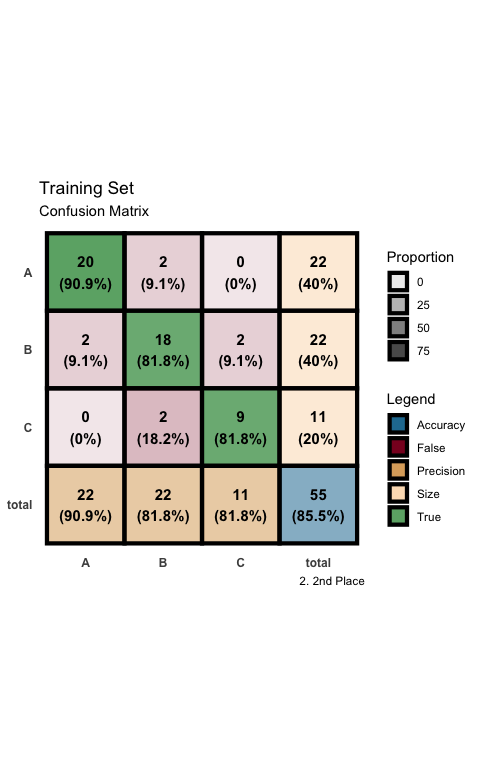 Training Set
Confusion Matrix
A
20
(90.9%)
2
(9.1%)
0
(0%)
22
(40%)
B
2
(9.1%)
18
(81.8%)
2
(9.1%)
22
(40%)
C
0
(0%)
2
(18.2%)
9
(81.8%)
11
(20%)
total
22
(90.9%)
22
(81.8%)
11
(81.8%)
55
(85.5%)
A
B
C
total
2. 2nd Place
Proportion
0
25
50
75
Legend
Accuracy
False
Precision
Size
True